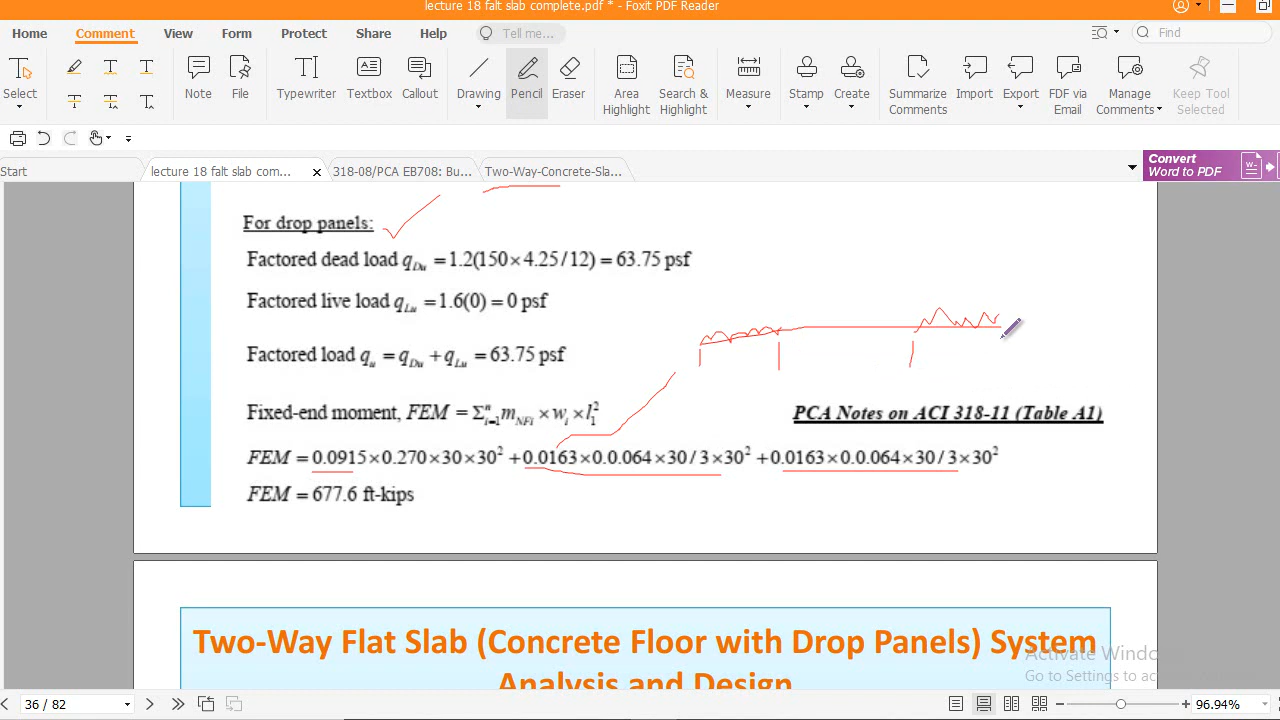 lecture 18 falt slab complete.pdf * - Foxit PDF Reader
Home Comment View Form Protect Share Help Tell me... Find
Select Note File Typewriter Textbox Callout Drawing Pencil Eraser Area Highlight Search & Highlight Measure Stamp Create Summarize Comments Import Export FDF via Email Manage Comments Keep Tool Selected
Start lecture 18 falt slab com... 318-08/PCA EB708: Bu... Two-Way-Concrete-Sla... Convert Word to PDF
For drop panels:
Factored dead load q_Du = 1.2(150×4.25/12) = 63.75 psf
Factored live load q_Lu = 1.6(0) = 0 psf
Factored load q_u = q_Du + q_Lu = 63.75 psf
Fixed-end moment, FEM = Σ^n_i=1 m_NFi × w_i × l_1^2 PCA Notes on ACI 318-11 (Table A1)
FEM = 0.0915×0.270×30×30² +0.0163×0.0.064×30/3×30² +0.0163×0.0.064×30/3×30²
FEM = 677.6 ft-kips
Two-Way Flat Slab (Concrete Floor with Drop Panels) System
Analysis and Design
Activate Windo
Go to Settings to ac
36 / 82 96.94%